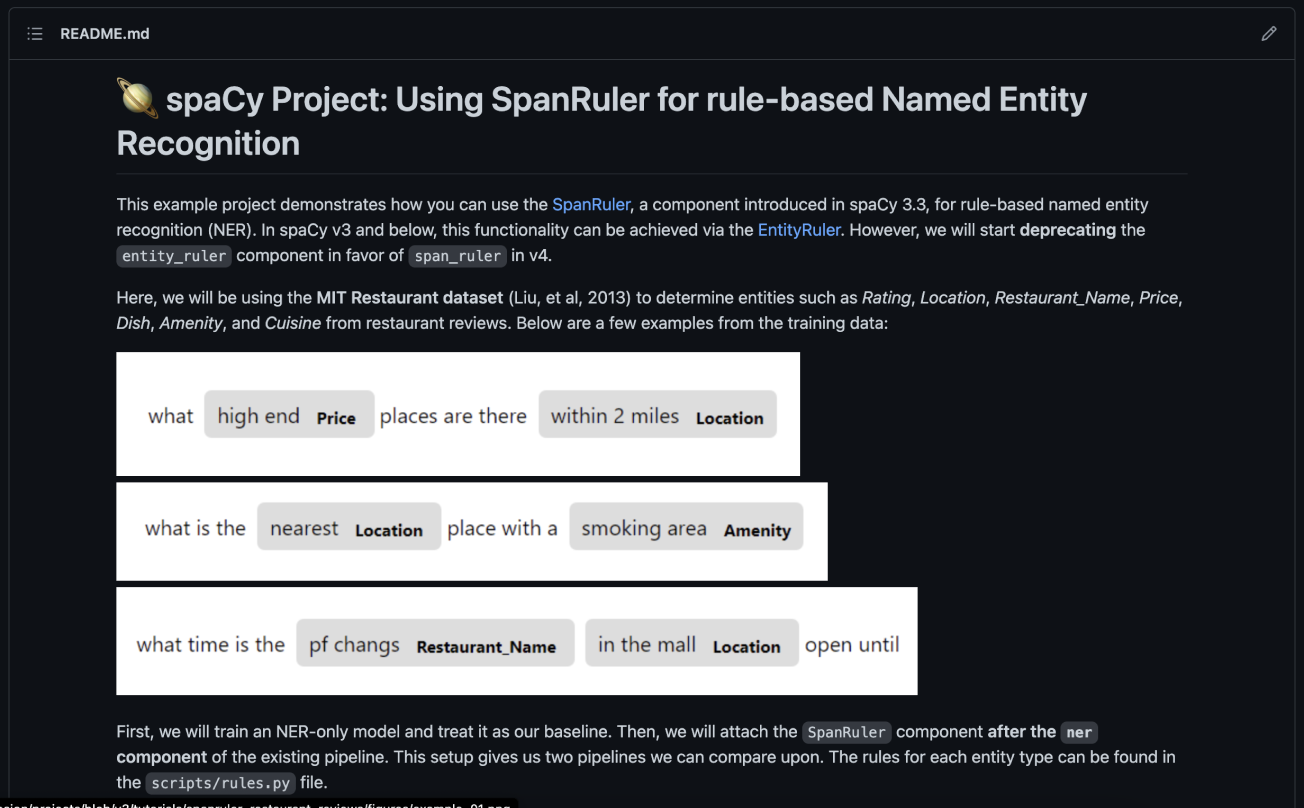 README.md
spaCy Project: Using SpanRuler for rule-based Named Entity
Recognition
This example project demonstrates how you can use the SpanRuler, a component introduced in spaCy 3.3, for rule-based named entity
recognition (NER). In spaCy v3 and below, this functionality can be achieved via the EntityRuler. However, we will start deprecating the
entity_ruler component in favor of span_ruler in v4.
Here, we will be using the MIT Restaurant dataset (Liu, et al, 2013) to determine entities such as Rating, Location, Restaurant_Name, Price,
Dish, Amenity, and Cuisine from restaurant reviews. Below are a few examples from the training data:
what high end Price places are there within 2 miles Location
what is the nearest Location place with a smoking area Amenity
what time is the pf changs Restaurant_Name in the mall Location open until
First, we will train an NER-only model and treat it as our baseline. Then, we will attach the SpanRuler component after the ner
component of the existing pipeline. This setup gives us two pipelines we can compare upon. The rules for each entity type can be found in
the scripts/rules.py file.